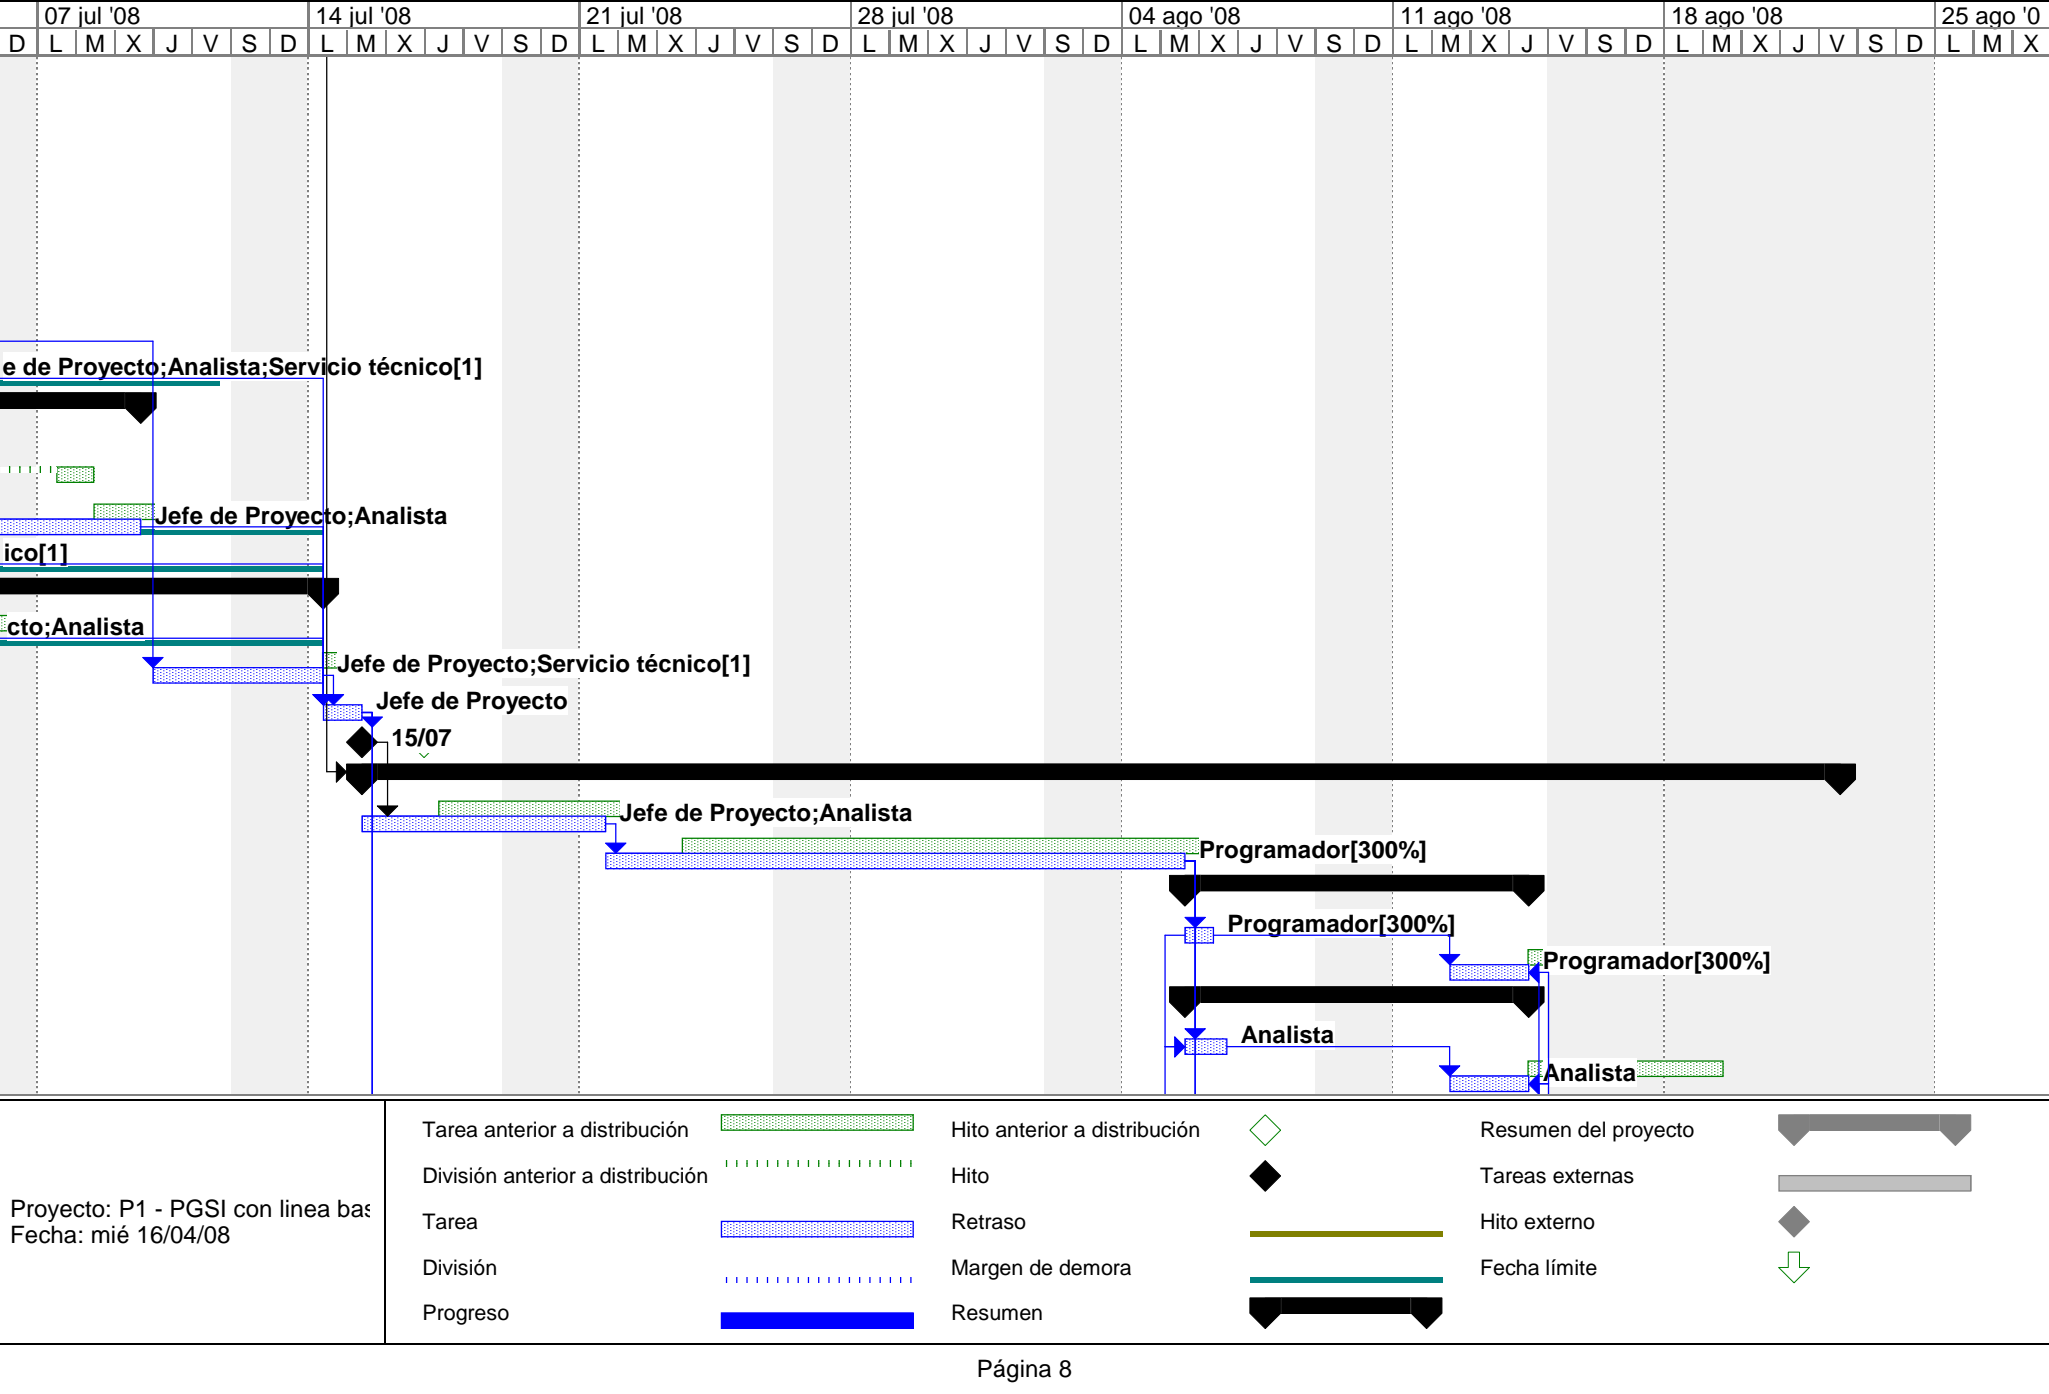 07 jul '08 14 jul '08 21 jul '08 28 jul '08 04 ago '08 11 ago '08 18 ago '08 25 ago '0
D L M X J V S D L M X J V S D L M X J V S D L M X J V S D L M X J V S D L M X J V S D L M X J V S D L M X
e de Proyecto;Analista;Servicio técnico[1]
Jefe de Proyecto;Analista
ico[1]
cto;Analista
Jefe de Proyecto;Servicio técnico[1]
Jefe de Proyecto
15/07
Jefe de Proyecto;Analista
Programador[300%]
Programador[300%]
Programador[300%]
Analista
Analista
Proyecto: P1 - PGSI con linea bas
Fecha: mié 16/04/08
Tarea anterior a distribución
División anterior a distribución
Tarea
División
Progreso
Hito anterior a distribución
Hito
Retraso
Margen de demora
Resumen
Resumen del proyecto
Tareas externas
Hito externo
Fecha límite
Página 8